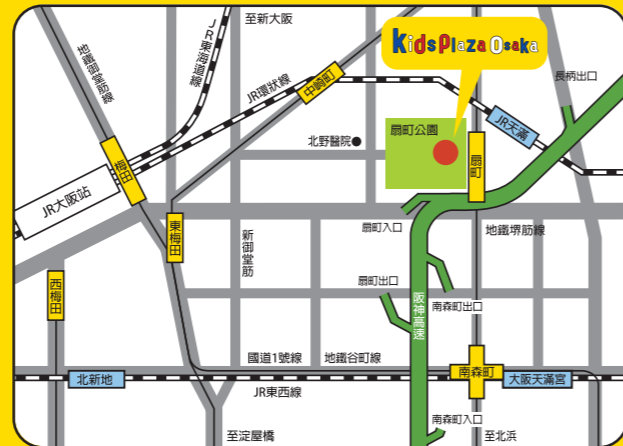 至新大阪
Kids Plaza Osaka
地鐵御堂筋線
JR東海道線
JR環狀線
中崎町
長柄出口
JR天滿
扇町公園
北野醫院
扇町
梅田
JR大阪站
東梅田
新御堂筋
扇町入口
地鐵堺筋線
西梅田
扇町出口
阪神高速
南森町出口
國道1號線
地鐵谷町線
北新地
南森町
大阪天滿宮
JR東西線
南森町入口
至淀屋橋
至北浜